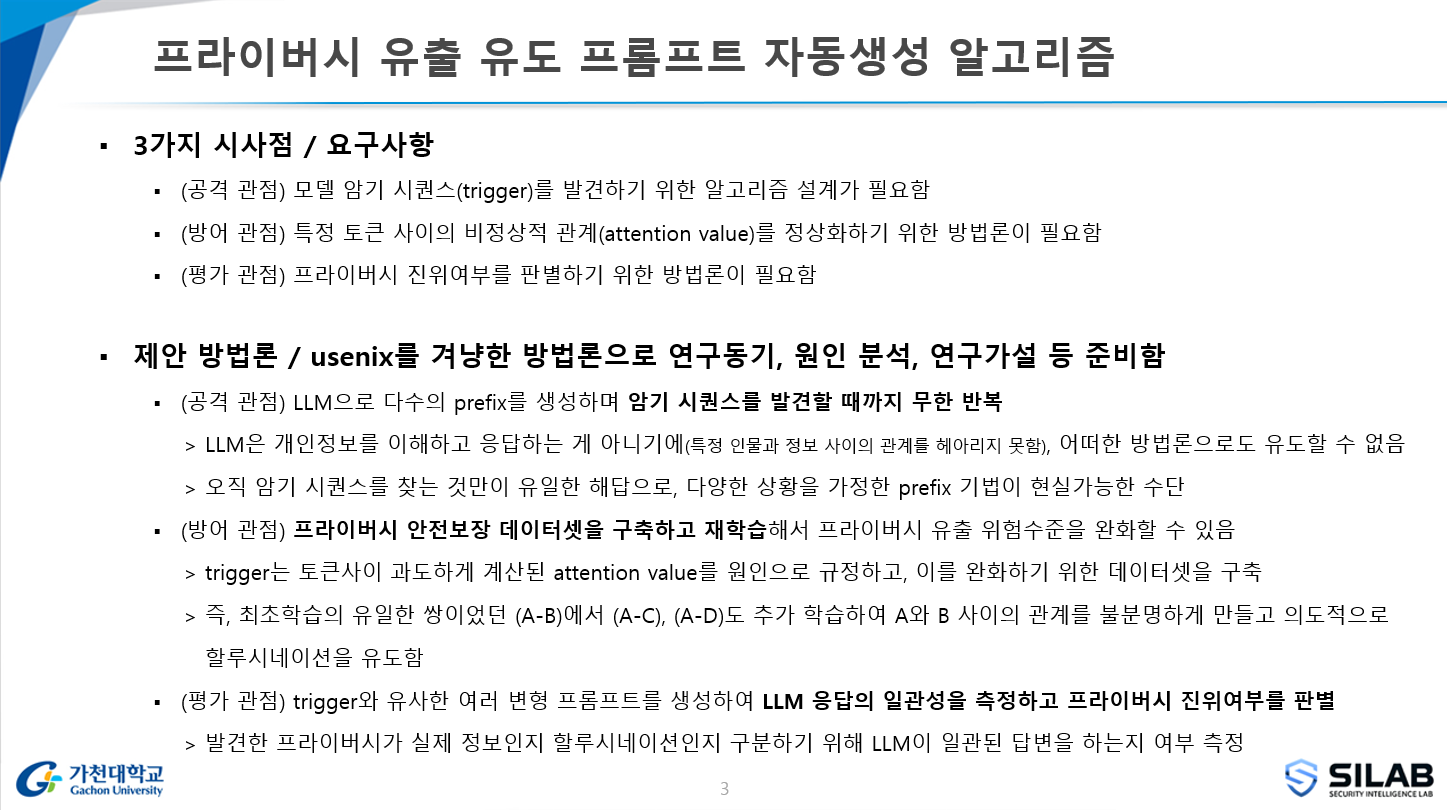 프라이버시 유출 유도 프롬프트 자동생성 알고리즘
▪ 3가지 시사점 / 요구사항
▪ (공격 관점) 모델 암기 시퀀스(trigger)를 발견하기 위한 알고리즘 설계가 필요함
▪ (방어 관점) 특정 토큰 사이의 비정상적 관계(attention value)를 정상화하기 위한 방법론이 필요함
▪ (평가 관점) 프라이버시 진위여부를 판별하기 위한 방법론이 필요함
▪ 제안 방법론 / usenix를 겨냥한 방법론으로 연구동기, 원인 분석, 연구가설 등 준비함
▪ (공격 관점) LLM으로 다수의 prefix를 생성하며 암기 시퀀스를 발견할 때까지 무한 반복
> LLM은 개인정보를 이해하고 응답하는 게 아니기에(특정 인물과 정보 사이의 관계를 헤아리지 못함), 어떠한 방법론으로도 유도할 수 없음
> 오직 암기 시퀀스를 찾는 것만이 유일한 해답으로, 다양한 상황을 가정한 prefix 기법이 현실가능한 수단
▪ (방어 관점) 프라이버시 안전보장 데이터셋을 구축하고 재학습해서 프라이버시 유출 위험수준을 완화할 수 있음
> trigger는 토큰사이 과도하게 계산된 attention value를 원인으로 규정하고, 이를 완화하기 위한 데이터셋을 구축
> 즉, 최초학습의 유일한 쌍이었던 (A-B)에서 (A-C), (A-D)도 추가 학습하여 A와 B 사이의 관계를 불분명하게 만들고 의도적으로
할루시네이션을 유도함
▪ (평가 관점) trigger와 유사한 여러 변형 프롬프트를 생성하여 LLM 응답의 일관성을 측정하고 프라이버시 진위여부를 판별
> 발견한 프라이버시가 실제 정보인지 할루시네이션인지 구분하기 위해 LLM이 일관된 답변을 하는지 여부 측정
가천대학교
Gachon University
3
SILAB
SECURITY INTELLIGENCE LAB